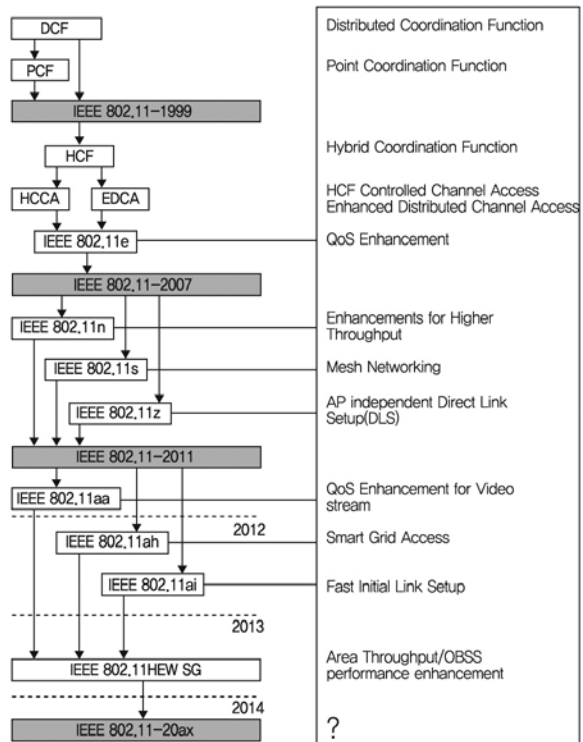 DCF
Distributed Coordination Function
PCF
Point Coordination Function
IEEE 802.11-1999
HCF
Hybrid Coordination Function
HCCA
EDCA
HCF Controlled Channel Access
Enhanced Distributed Channel Access
IEEE 802.11e
QoS Enhancement
IEEE 802.11-2007
IEEE 802.11n
Enhancements for Higher
Throughput
IEEE 802.11s
Mesh Networking
IEEE 802.11z
AP independent Direct Link
Setup(DLS)
IEEE 802.11-2011
IEEE 802.11aa
QoS Enhancement for Video
stream
2012
IEEE 802.11ah
Smart Grid Access
IEEE 802.11ai
Fast Initial Link Setup
2013
IEEE 802.11HEW SG
Area Throughput/OBSS
performance enhancement
2014
IEEE 802.11-20ax
?